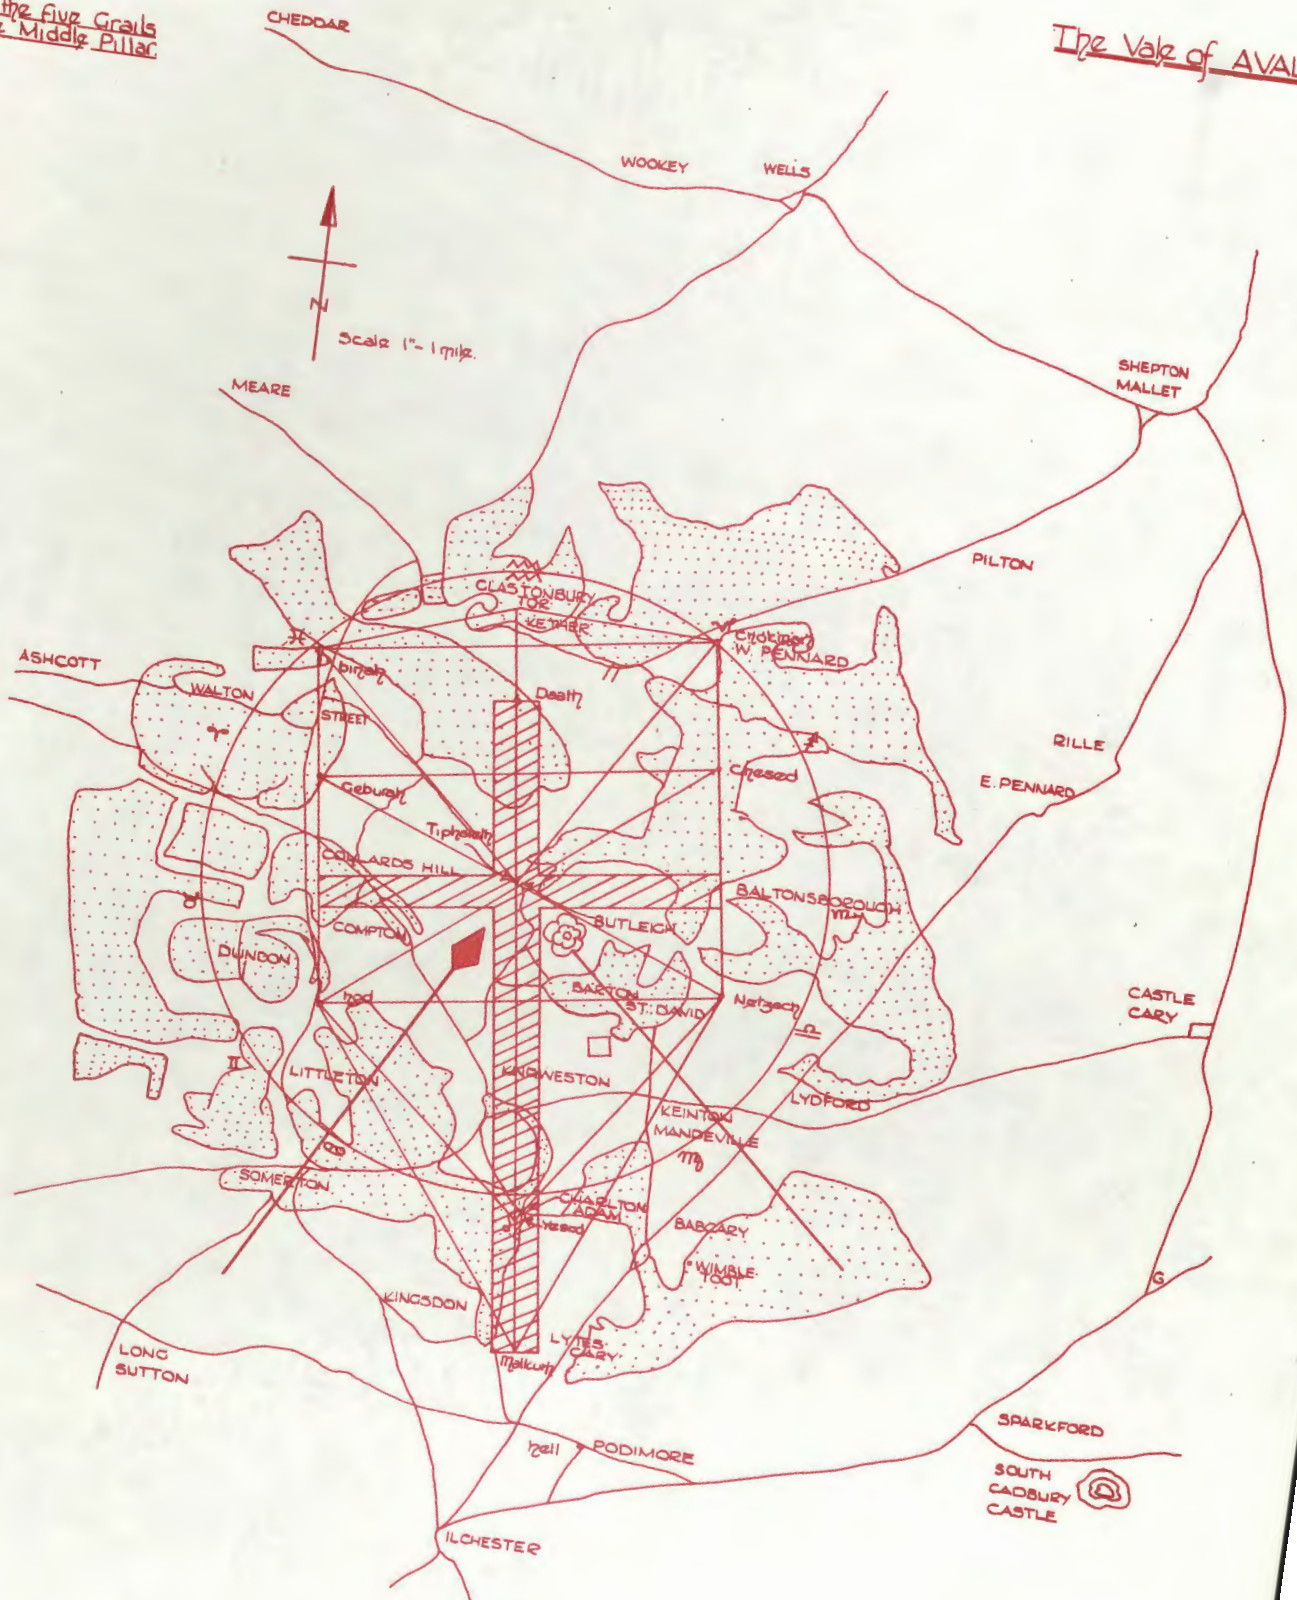 the Five Grails
Middle Pillar.
The Vale of AVAL
CHEDDAR
WOOKEY
WELLS
N
Scale 1"- 1 mile.
MEARE
SHEPTON
MALLET
PILTON
GLASTONBURY
TOR
KETHER
W. PENNARD
ASHCOTT
WALTON
binah
STREET
Daath
RILLE
E. PENNARD
Geburah
Chesed
Tiphareth
COLLARDS HILL
BALTONSBOROUGH
COMPTON
BUTLEIGH
DUNDON
BARTON
ST. DAVID
hod
Netzach
CASTLE
CARY
LITTLETON
KINGWESTON
LYDFORD
KEINTON
MANDEVILLE
SOMERTON
CHARLTON
ADAM
Yesod
BABCARY
WIMBLE
TOOT
KINGSDON
G
LYTES
CARY
Malkuth
LONG
SUTTON
hell
PODIMORE
SPARKFORD
SOUTH
CADBURY
CASTLE
ILCHESTER